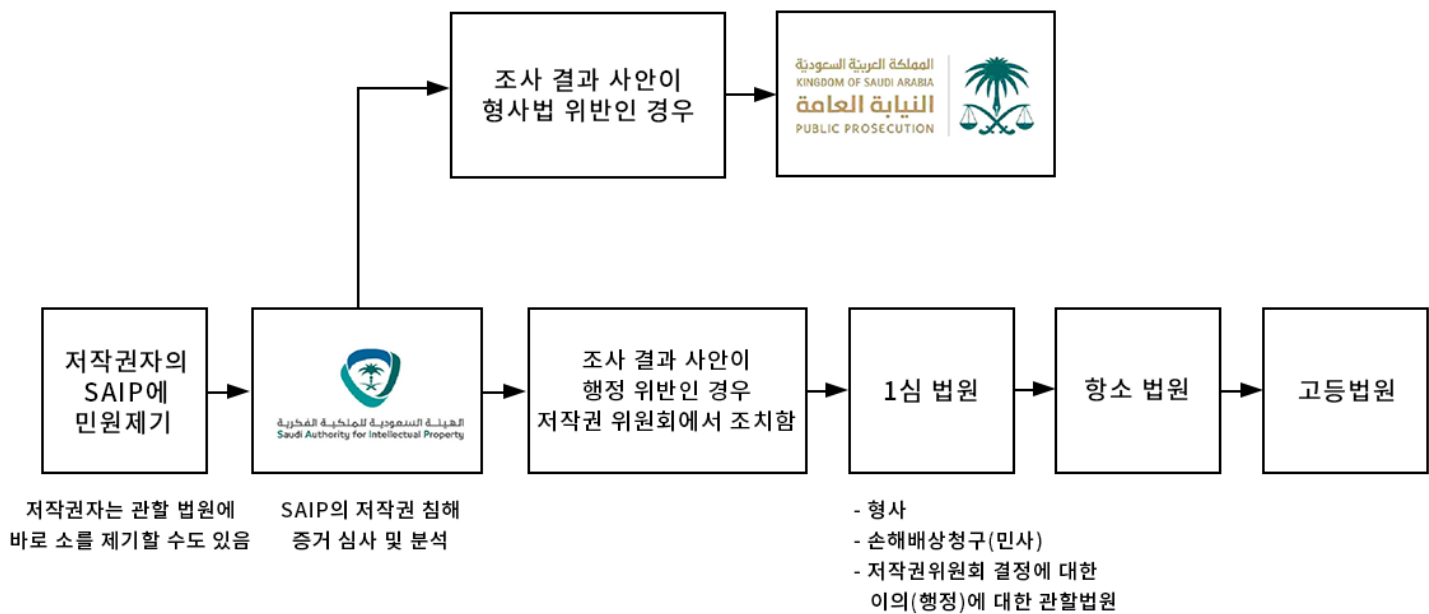 조사 결과 사안이
형사법 위반인 경우
المملكة العربية السعودية
KINGDOM OF SAUDI ARABIA
النيابة العامة
PUBLIC PROSECUTION
저작권자의
SAIP에
민원제기
الهيئة السعودية للملكية الفكرية
Saudi Authority for Intellectual Property
조사 결과 사안이
행정 위반인 경우
저작권 위원회에서 조치함
1심 법원
항소 법원
고등법원
저작권자는 관할 법원에
바로 소를 제기할 수도 있음
SAIP의 저작권 침해
증거 심사 및 분석
- 형사
- 손해배상청구(민사)
- 저작권위원회 결정에 대한
이의(행정)에 대한 관할법원